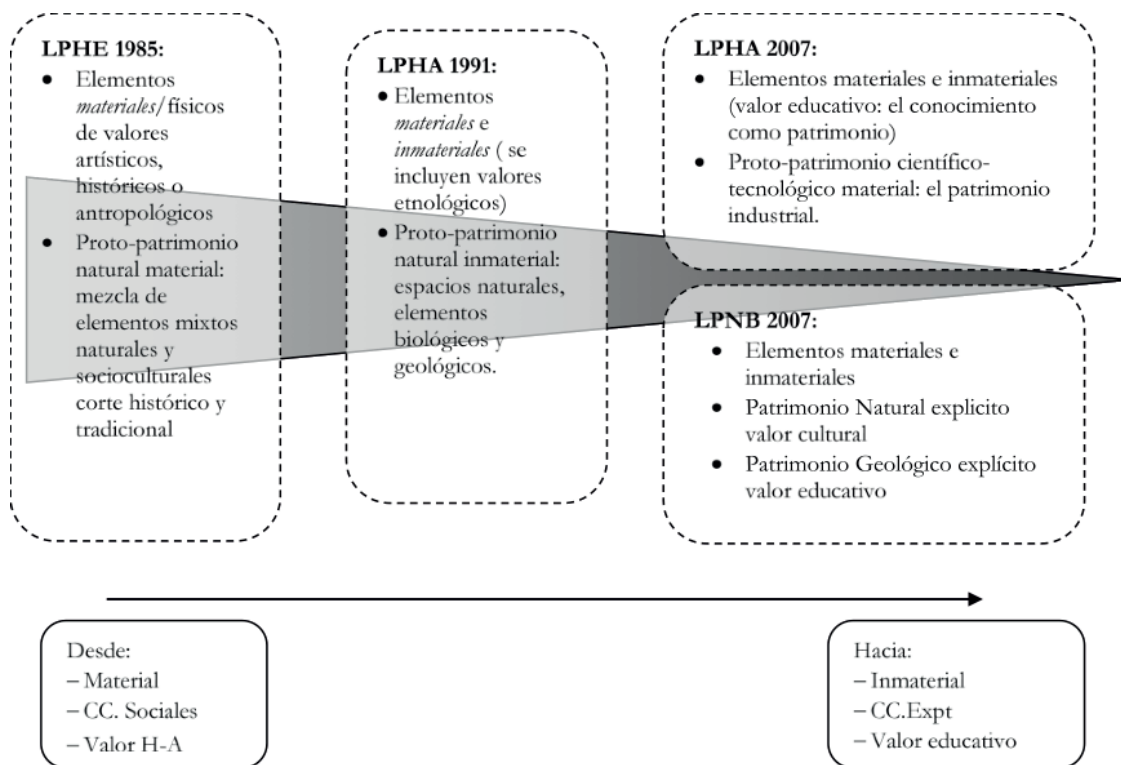 LPHE 1985:
• Elementos
materiales/físicos
de valores
artísticos,
históricos o
antropológicos
• Proto-patrimonio
natural material:
mezcla de
elementos mixtos
naturales y
socioculturales
corte histórico y
tradicional
LPHA 1991:
• Elementos
materiales e
inmateriales ( se
incluyen valores
etnológicos)
• Proto-patrimonio
natural inmaterial:
espacios naturales,
elementos
biológicos y
geológicos.
LPHA 2007:
• Elementos materiales e inmateriales
(valor educativo: el conocimiento
como patrimonio)
• Proto-patrimonio científico-
tecnológico material: el patrimonio
industrial.
LPNB 2007:
• Elementos materiales e
inmateriales
• Patrimonio Natural explicito
valor cultural
• Patrimonio Geológico explícito
valor educativo
Desde:
– Material
– CC. Sociales
– Valor H-A
Hacia:
– Inmaterial
– CC.Expt
– Valor educativo